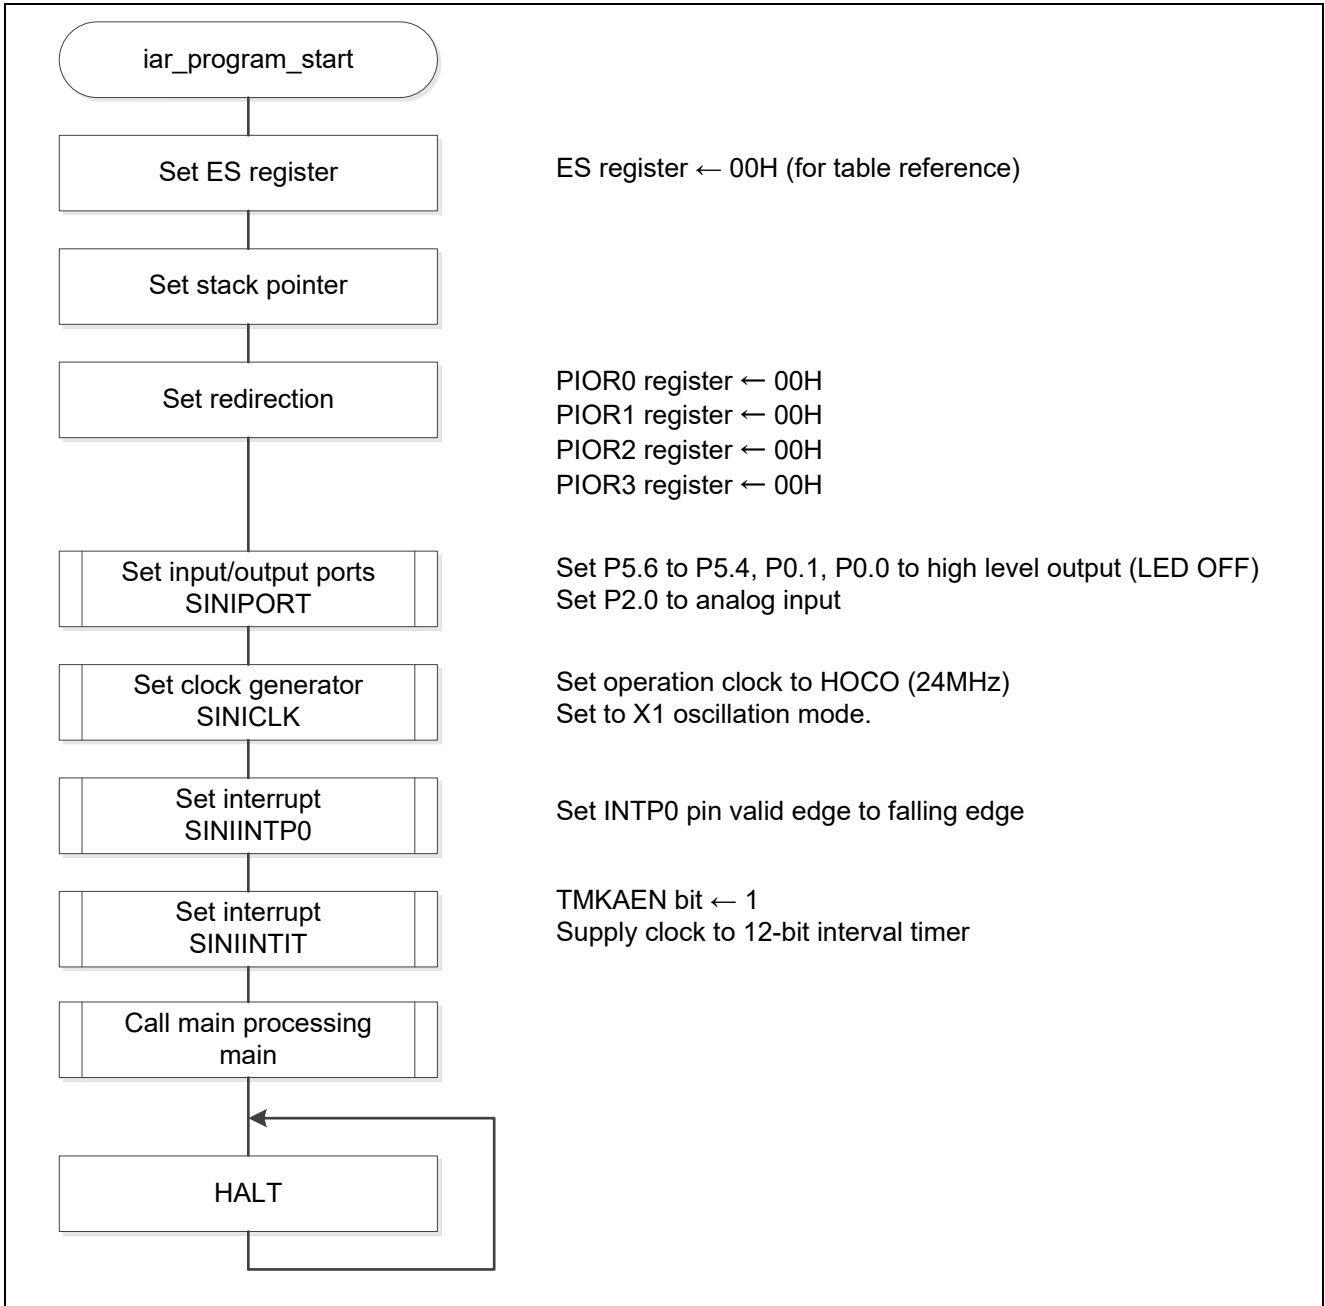 iar_program_start
Set ES register
ES register ← 00H (for table reference)
Set stack pointer
Set redirection
PIOR0 register ← 00H
PIOR1 register ← 00H
PIOR2 register ← 00H
PIOR3 register ← 00H
Set input/output ports
SINIPORT
Set P5.6 to P5.4, P0.1, P0.0 to high level output (LED OFF)
Set P2.0 to analog input
Set clock generator
SINICLK
Set operation clock to HOCO (24MHz)
Set to X1 oscillation mode.
Set interrupt
SINIINTP0
Set INTP0 pin valid edge to falling edge
Set interrupt
SINIINTIT
TMKAEN bit ← 1
Supply clock to 12-bit interval timer
Call main processing
main
HALT